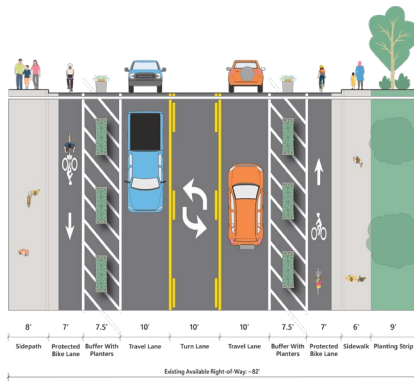 8' 7' 7.5' 10' 10' 10' 7.5' 7' 6' 9'
Sidepath Protected Bike Lane Buffer With Planters Travel Lane Turn Lane Travel Lane Buffer With Planters Protected Bike Lane Sidewalk Planting Strip
Existing Available Right-of-Way: ~82'